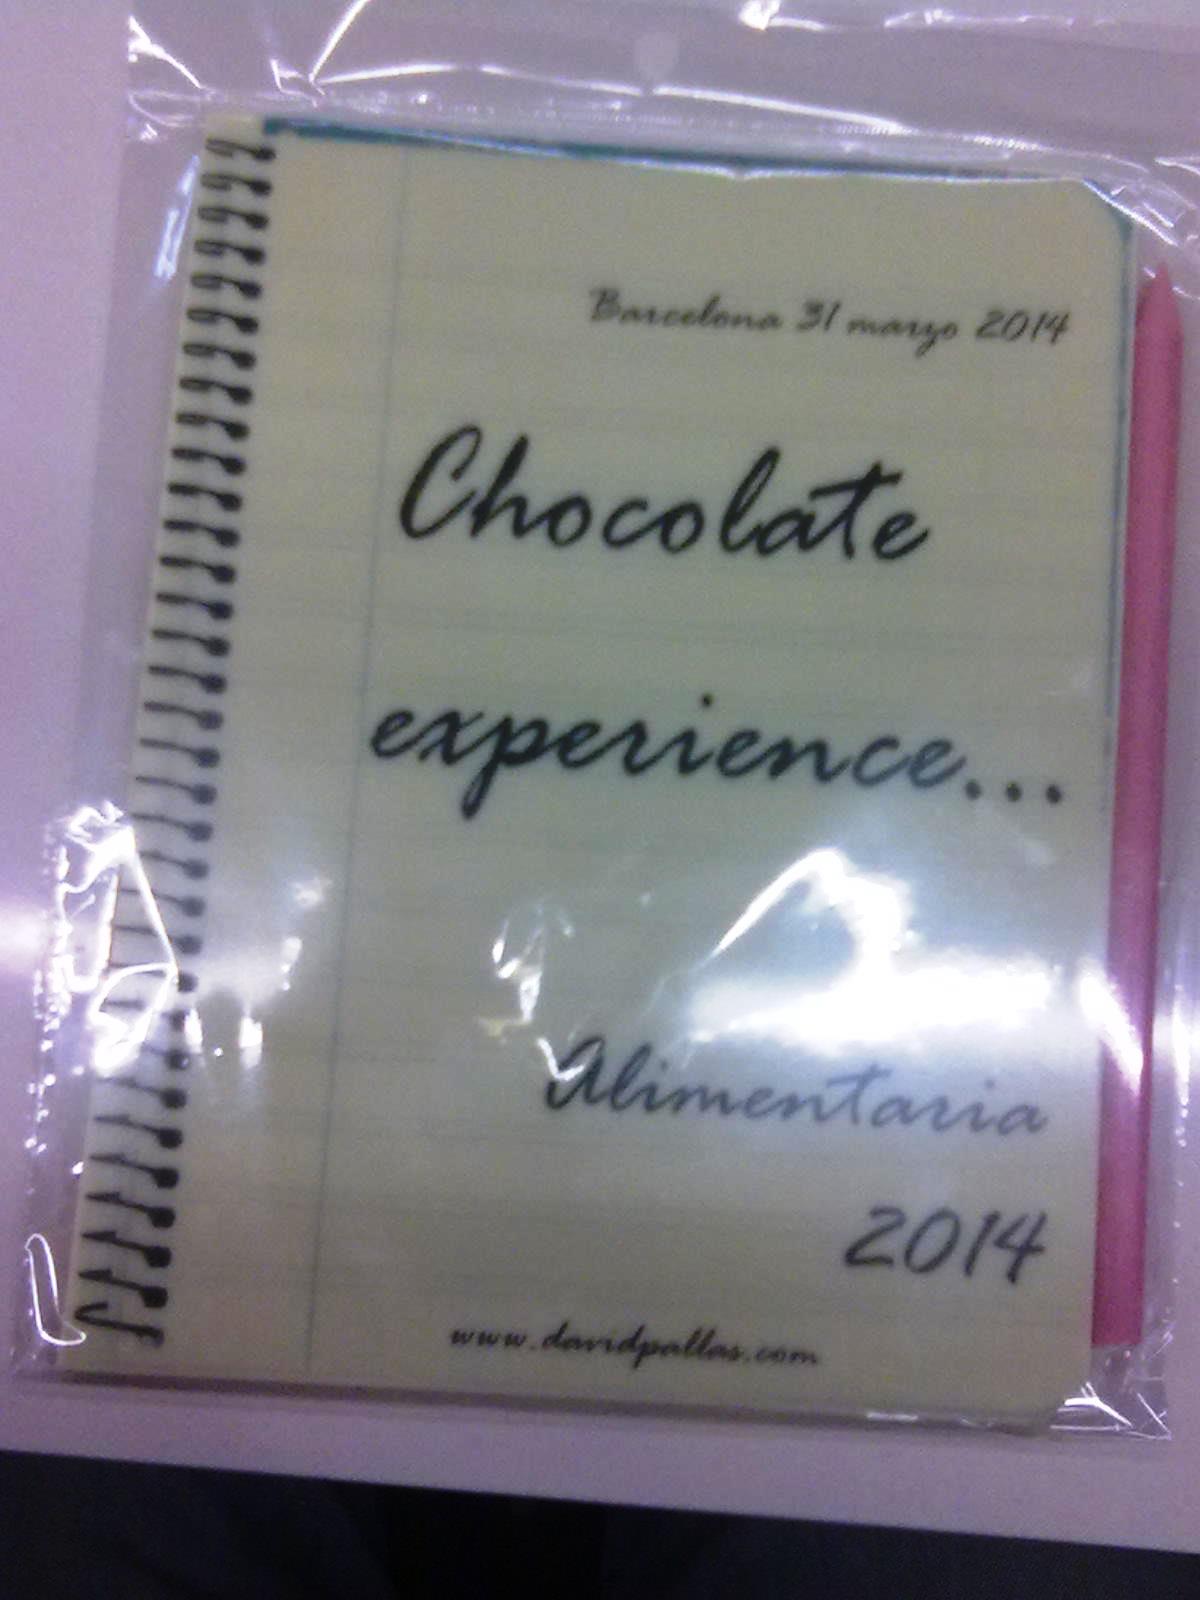 Barcelona 31 marzo 2014
Chocolate
experience...
Alimentaria
2014
www.davidpallas.com